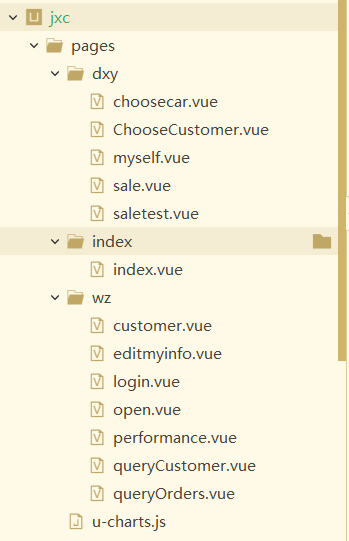 jxc
pages
dxy
choosecar.vue
ChooseCustomer.vue
myself.vue
sale.vue
saletest.vue
index
index.vue
wz
customer.vue
editmyinfo.vue
login.vue
open.vue
performance.vue
queryCustomer.vue
queryOrders.vue
u-charts.js